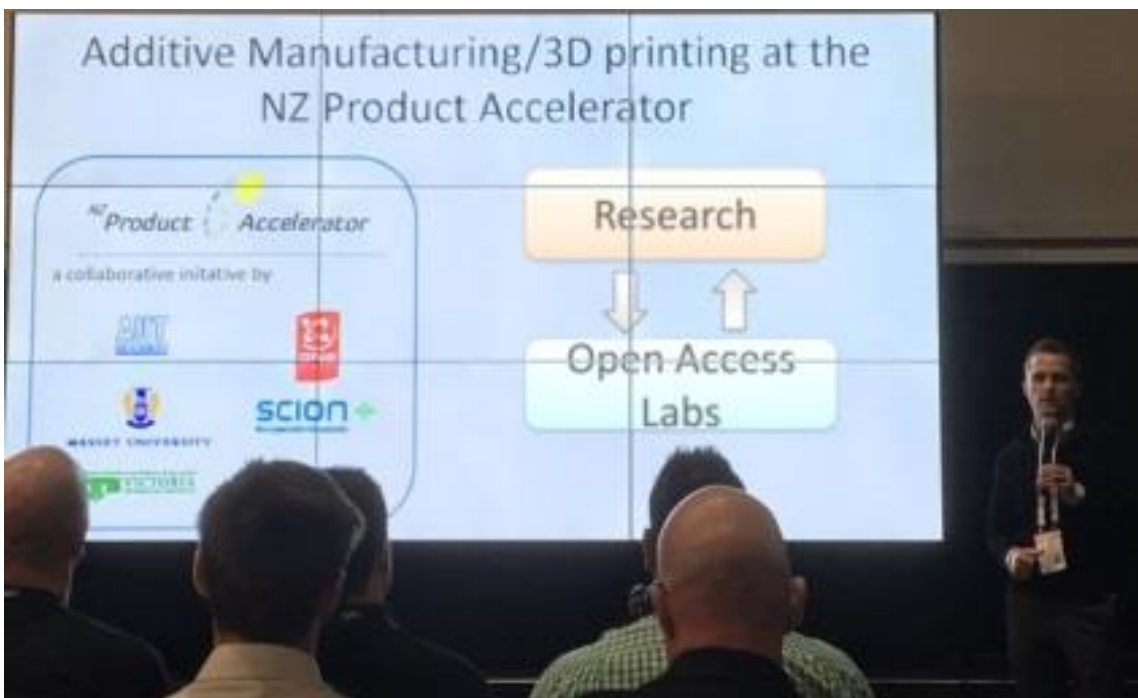 Additive Manufacturing/3D printing at the
NZ Product Accelerator
NZ Product Accelerator
a collaborative initative by
AUT
SCION
MASSEY UNIVERSITY
VICTORIA
Research
Open Access
Labs